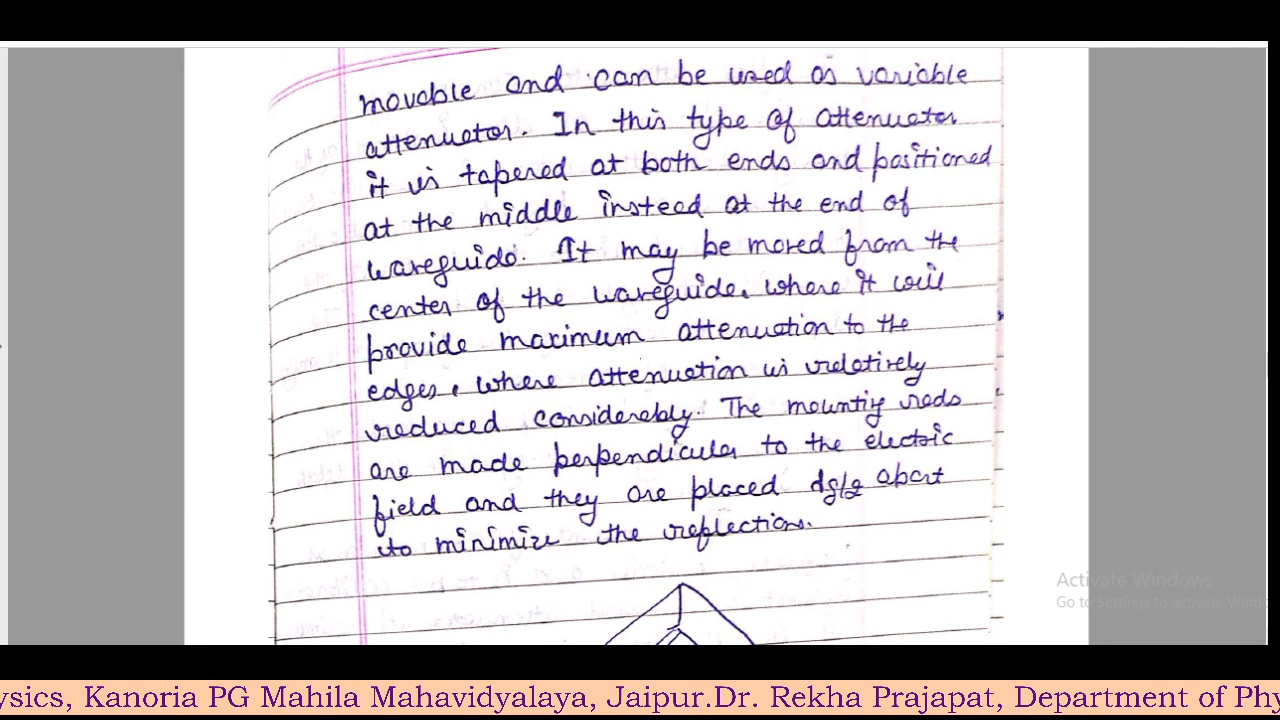 movable and can be used as variable
attenuator. In this type of attenuator
it is tapered at both ends and positioned
at the middle instead at the end of
waveguide. It may be moved from the
center of the waveguide, where it will
provide maximum attenuation to the
edges, where attenuation is relatively
reduced considerably. The mounting rods
are made perpendicular to the electric
field and they are placed λg/2 apart
to minimize the reflection.
Activate Windows
Go to Settings to activate Wind
ysics, Kanoria PG Mahila Mahavidyalaya, Jaipur.Dr. Rekha Prajapat, Department of Phy